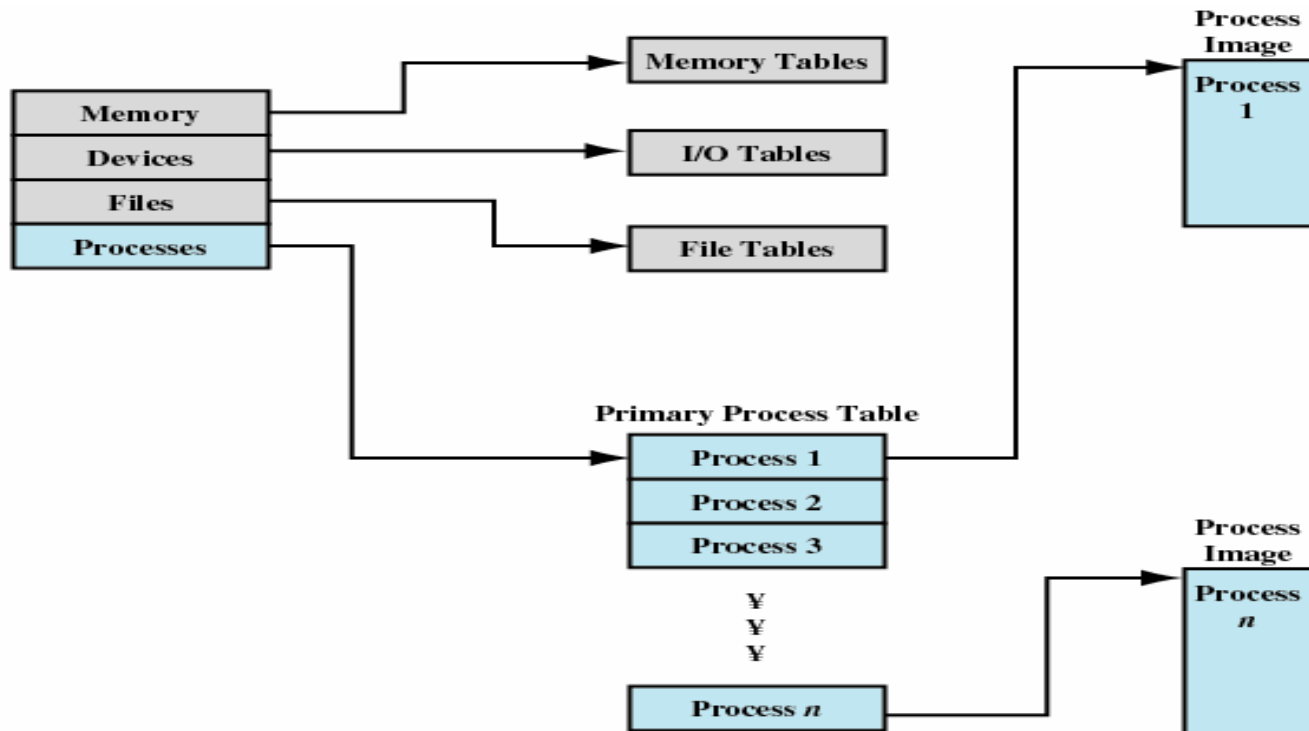 Process
Image
Memory Tables
Process
1
Memory
Devices
I/O Tables
Files
Processes
File Tables
Primary Process Table
Process 1
Process 2
Process 3
¥
¥
¥
Process n
Process
Image
Process
n